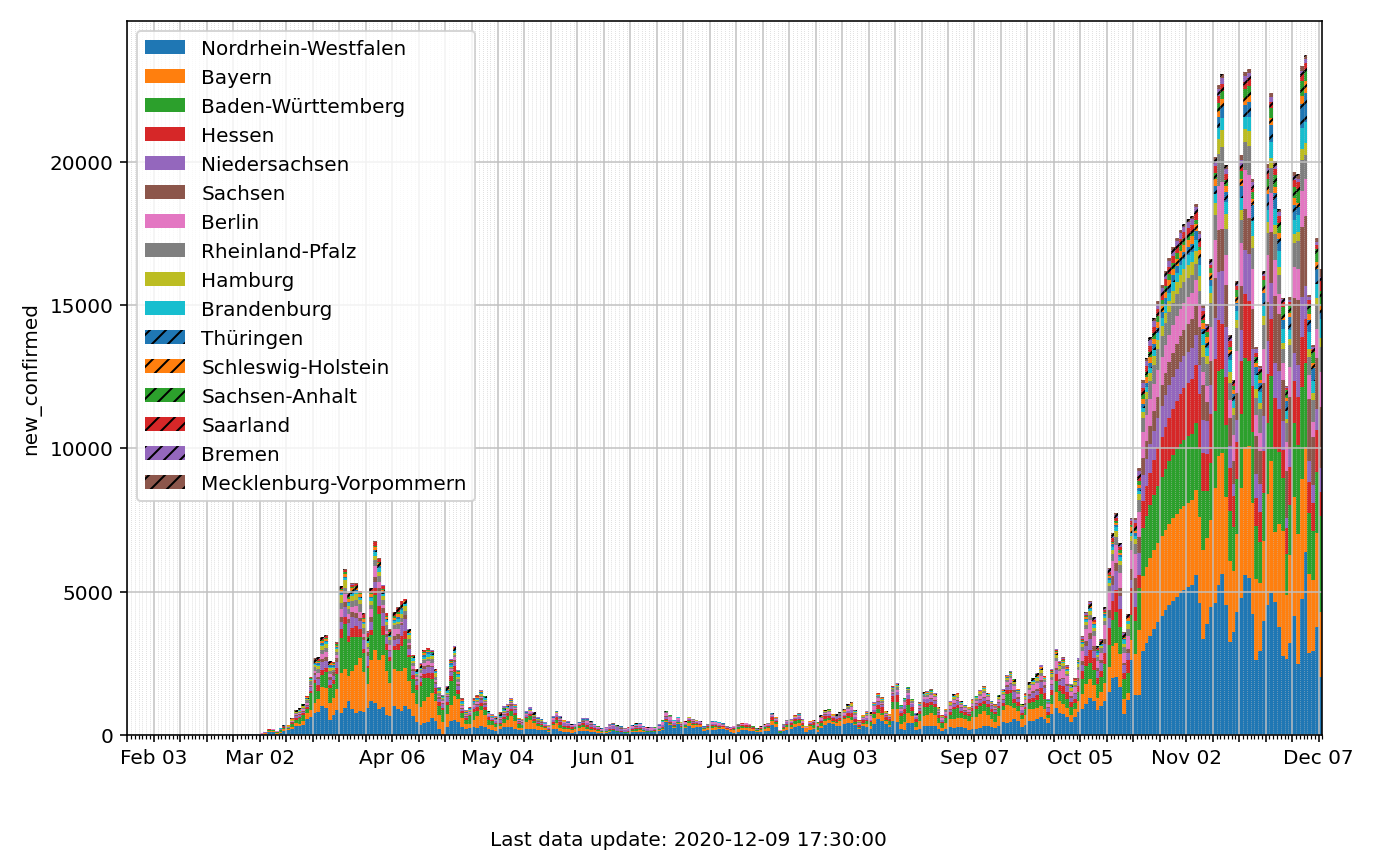 Nordrhein-Westfalen
Bayern
Baden-Württemberg
Hessen
Niedersachsen
Sachsen
Berlin
Rheinland-Pfalz
Hamburg
Brandenburg
Thüringen
Schleswig-Holstein
Sachsen-Anhalt
Saarland
Bremen
Mecklenburg-Vorpommern
new_confirmed
20000
15000
10000
5000
0
Feb 03 Mar 02 Apr 06 May 04 Jun 01 Jul 06 Aug 03 Sep 07 Oct 05 Nov 02 Dec 07
Last data update: 2020-12-09 17:30:00